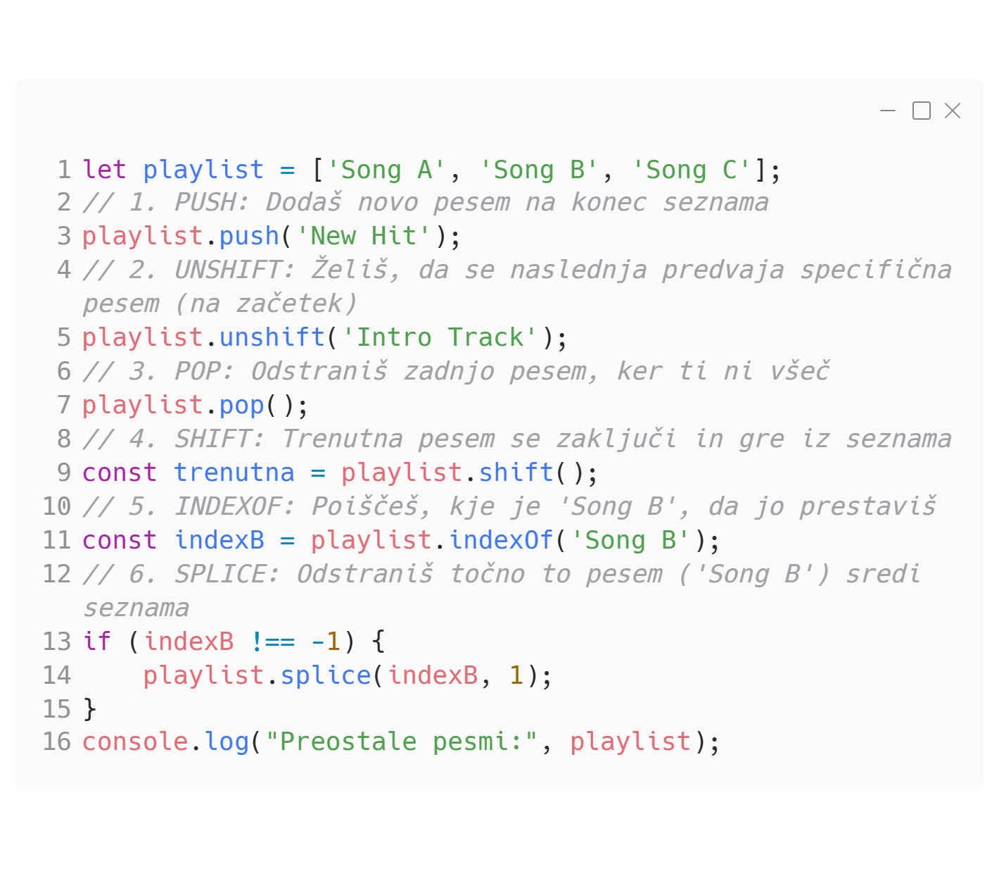 1 let playlist = ['Song A', 'Song B', 'Song C'];
2 // 1. PUSH: Dodaš novo pesem na konec seznama
3 playlist.push('New Hit');
4 // 2. UNSHIFT: Želiš, da se naslednja predvaja specifična
pesem (na začetek)
5 playlist.unshift('Intro Track');
6 // 3. POP: Odstraniš zadnjo pesem, ker ti ni všeč
7 playlist.pop();
8 // 4. SHIFT: Trenutna pesem se zaključi in gre iz seznama
9 const trenutna = playlist.shift();
10 // 5. INDEXOF: Poiščeš, kje je 'Song B', da jo prestaviš
11 const indexB = playlist.indexOf('Song B');
12 // 6. SPLICE: Odstraniš točno to pesem ('Song B') sredi
seznama
13 if (indexB !== -1) {
14     playlist.splice(indexB, 1);
15 }
16 console.log("Preostale pesmi:", playlist);